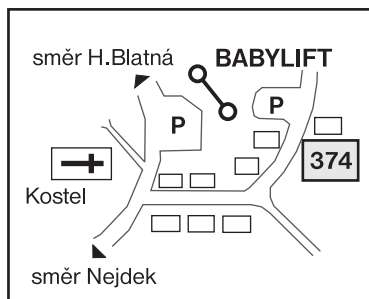 směr H.Blatná
BABYLIFT
P
P
374
Kostel
směr Nejdek